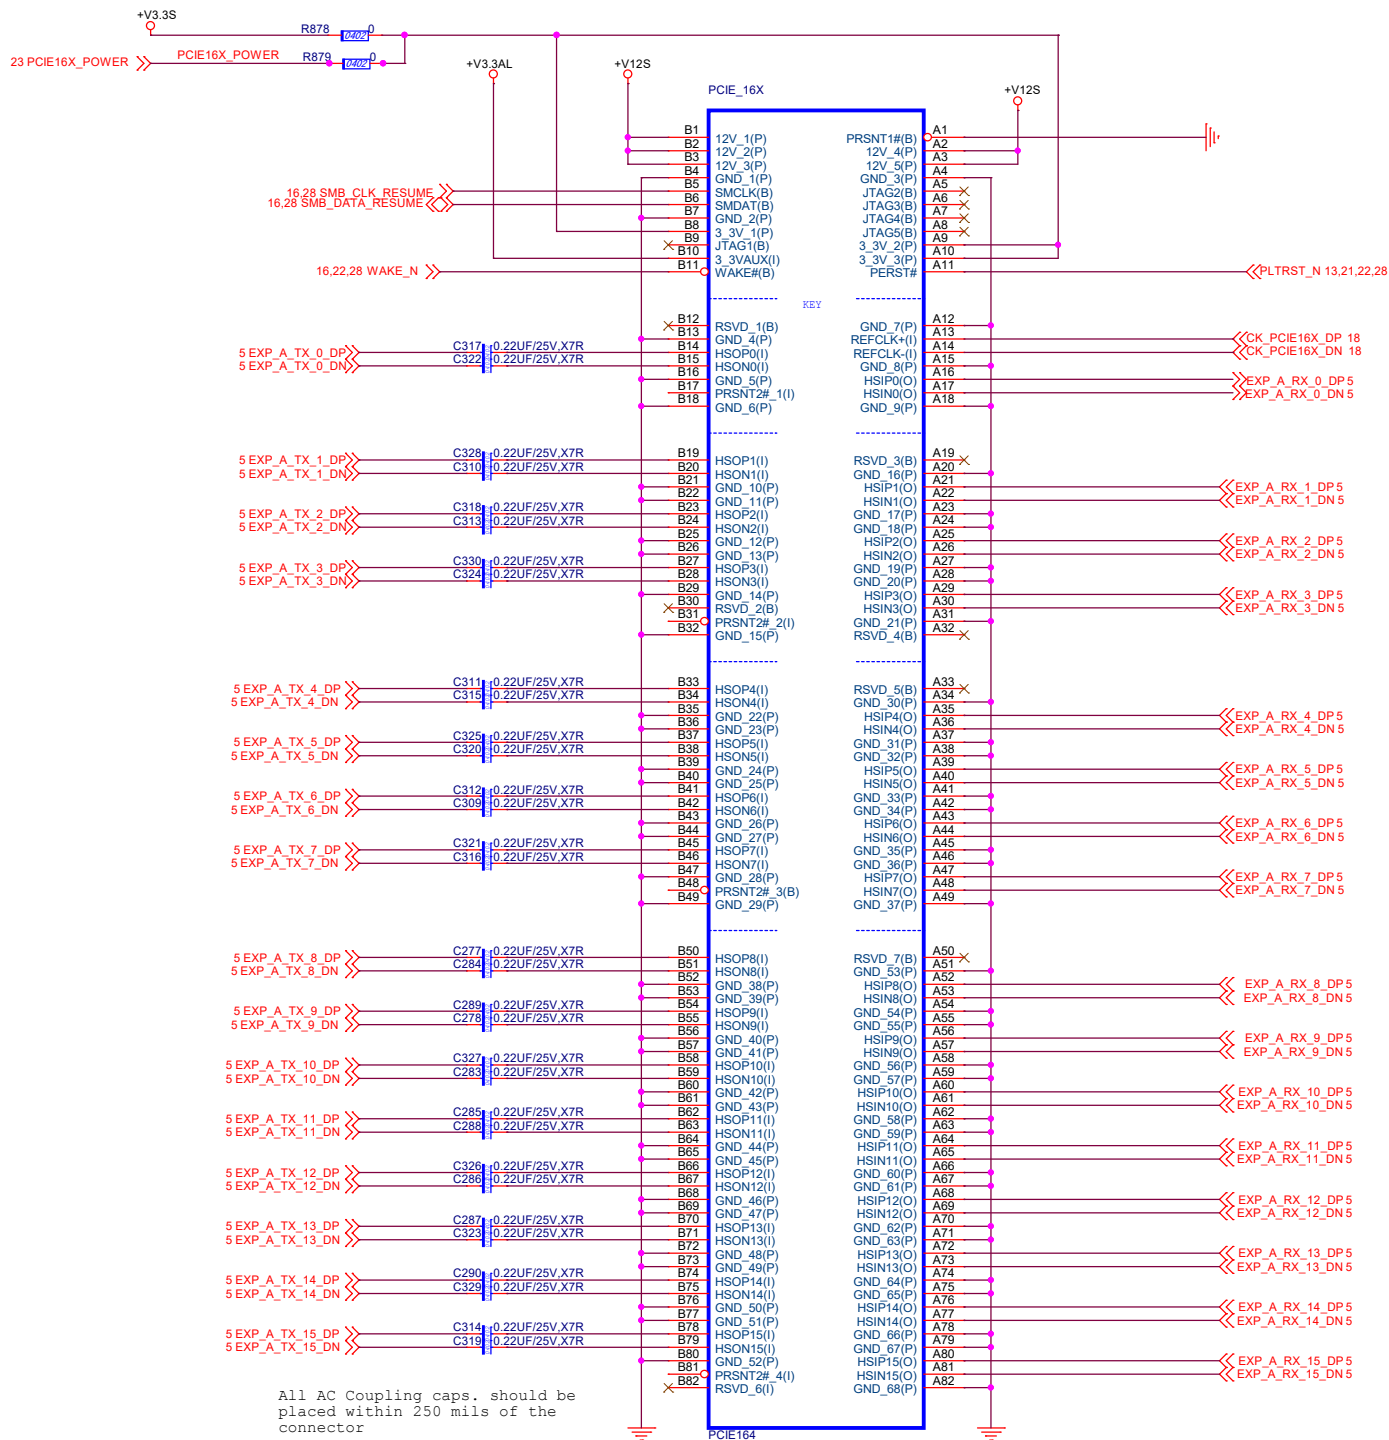 +V3.3S
R878 0402 0
23 PCIE16X_POWER PCIE16X_POWER R879 0402 0
+V3.3AL +V12S
PCIE_16X
+V12S
B1 12V_1(P) PRSNT1#(B) A1
B2 12V_2(P) 12V_4(P) A2
B3 12V_3(P) 12V_5(P) A3
B4 GND_1(P) GND_3(P) A4
16,28 SMB_CLK_RESUME B5 SMCLK(B) JTAG2(B) A5
16,28 SMB_DATA_RESUME B6 SMDAT(B) JTAG3(B) A6
B7 GND_2(P) JTAG4(B) A7
B8 3_3V_1(P) JTAG5(B) A8
B9 JTAG1(B) 3_3V_2(P) A9
B10 3_3VAUX(I) 3_3V_3(P) A10
16,22,28 WAKE_N B11 WAKE#(B) PERST# A11 PLTRST_N 13,21,22,28
KEY
B12 RSVD_1(B) GND_7(P) A12
B13 GND_4(P) REFCLK+(I) A13 CK_PCIE16X_DP 18
5 EXP_A_TX_0_DP C317 0.22UF/25V,X7R B14 HSOP0(I) REFCLK-(I) A14 CK_PCIE16X_DN 18
5 EXP_A_TX_0_DN C322 0.22UF/25V,X7R B15 HSON0(I) GND_8(P) A15
B16 GND_5(P) HSIP0(O) A16 EXP_A_RX_0_DP 5
B17 PRSNT2#_1(I) HSIN0(O) A17 EXP_A_RX_0_DN 5
B18 GND_6(P) GND_9(P) A18
5 EXP_A_TX_1_DP C328 0.22UF/25V,X7R B19 HSOP1(I) RSVD_3(B) A19
5 EXP_A_TX_1_DN C310 0.22UF/25V,X7R B20 HSON1(I) GND_16(P) A20
B21 GND_10(P) HSIP1(O) A21 EXP_A_RX_1_DP 5
B22 GND_11(P) HSIN1(O) A22 EXP_A_RX_1_DN 5
5 EXP_A_TX_2_DP C318 0.22UF/25V,X7R B23 HSOP2(I) GND_17(P) A23
5 EXP_A_TX_2_DN C313 0.22UF/25V,X7R B24 HSON2(I) GND_18(P) A24
B25 GND_12(P) HSIP2(O) A25 EXP_A_RX_2_DP 5
B26 GND_13(P) HSIN2(O) A26 EXP_A_RX_2_DN 5
5 EXP_A_TX_3_DP C330 0.22UF/25V,X7R B27 HSOP3(I) GND_19(P) A27
5 EXP_A_TX_3_DN C324 0.22UF/25V,X7R B28 HSON3(I) GND_20(P) A28
B29 GND_14(P) HSIP3(O) A29 EXP_A_RX_3_DP 5
B30 RSVD_2(B) HSIN3(O) A30 EXP_A_RX_3_DN 5
B31 PRSNT2#_2(I) GND_21(P) A31
B32 GND_15(P) RSVD_4(B) A32
5 EXP_A_TX_4_DP C311 0.22UF/25V,X7R B33 HSOP4(I) RSVD_5(B) A33
5 EXP_A_TX_4_DN C315 0.22UF/25V,X7R B34 HSON4(I) GND_30(P) A34
B35 GND_22(P) HSIP4(O) A35 EXP_A_RX_4_DP 5
B36 GND_23(P) HSIN4(O) A36 EXP_A_RX_4_DN 5
5 EXP_A_TX_5_DP C325 0.22UF/25V,X7R B37 HSOP5(I) GND_31(P) A37
5 EXP_A_TX_5_DN C320 0.22UF/25V,X7R B38 HSON5(I) GND_32(P) A38
B39 GND_24(P) HSIP5(O) A39 EXP_A_RX_5_DP 5
B40 GND_25(P) HSIN5(O) A40 EXP_A_RX_5_DN 5
5 EXP_A_TX_6_DP C312 0.22UF/25V,X7R B41 HSOP6(I) GND_33(P) A41
5 EXP_A_TX_6_DN C309 0.22UF/25V,X7R B42 HSON6(I) GND_34(P) A42
B43 GND_26(P) HSIP6(O) A43 EXP_A_RX_6_DP 5
B44 GND_27(P) HSIN6(O) A44 EXP_A_RX_6_DN 5
5 EXP_A_TX_7_DP C321 0.22UF/25V,X7R B45 HSOP7(I) GND_35(P) A45
5 EXP_A_TX_7_DN C316 0.22UF/25V,X7R B46 HSON7(I) GND_36(P) A46
B47 GND_28(P) HSIP7(O) A47 EXP_A_RX_7_DP 5
B48 PRSNT2#_3(B) HSIN7(O) A48 EXP_A_RX_7_DN 5
B49 GND_29(P) GND_37(P) A49
5 EXP_A_TX_8_DP C277 0.22UF/25V,X7R B50 HSOP8(I) RSVD_7(B) A50
5 EXP_A_TX_8_DN C284 0.22UF/25V,X7R B51 HSON8(I) GND_53(P) A51
B52 GND_38(P) HSIP8(O) A52 EXP_A_RX_8_DP 5
B53 GND_39(P) HSIN8(O) A53 EXP_A_RX_8_DN 5
5 EXP_A_TX_9_DP C289 0.22UF/25V,X7R B54 HSOP9(I) GND_54(P) A54
5 EXP_A_TX_9_DN C278 0.22UF/25V,X7R B55 HSON9(I) GND_55(P) A55
B56 GND_40(P) HSIP9(O) A56 EXP_A_RX_9_DP 5
B57 GND_41(P) HSIN9(O) A57 EXP_A_RX_9_DN 5
5 EXP_A_TX_10_DP C327 0.22UF/25V,X7R B58 HSOP10(I) GND_56(P) A58
5 EXP_A_TX_10_DN C283 0.22UF/25V,X7R B59 HSON10(I) GND_57(P) A59
B60 GND_42(P) HSIP10(O) A60 EXP_A_RX_10_DP 5
B61 GND_43(P) HSIN10(O) A61 EXP_A_RX_10_DN 5
5 EXP_A_TX_11_DP C285 0.22UF/25V,X7R B62 HSOP11(I) GND_58(P) A62
5 EXP_A_TX_11_DN C288 0.22UF/25V,X7R B63 HSON11(I) GND_59(P) A63
B64 GND_44(P) HSIP11(O) A64 EXP_A_RX_11_DP 5
B65 GND_45(P) HSIN11(O) A65 EXP_A_RX_11_DN 5
5 EXP_A_TX_12_DP C326 0.22UF/25V,X7R B66 HSOP12(I) GND_60(P) A66
5 EXP_A_TX_12_DN C286 0.22UF/25V,X7R B67 HSON12(I) GND_61(P) A67
B68 GND_46(P) HSIP12(O) A68 EXP_A_RX_12_DP 5
B69 GND_47(P) HSIN12(O) A69 EXP_A_RX_12_DN 5
5 EXP_A_TX_13_DP C287 0.22UF/25V,X7R B70 HSOP13(I) GND_62(P) A70
5 EXP_A_TX_13_DN C323 0.22UF/25V,X7R B71 HSON13(I) GND_63(P) A71
B72 GND_48(P) HSIP13(O) A72 EXP_A_RX_13_DP 5
B73 GND_49(P) HSIN13(O) A73 EXP_A_RX_13_DN 5
5 EXP_A_TX_14_DP C290 0.22UF/25V,X7R B74 HSOP14(I) GND_64(P) A74
5 EXP_A_TX_14_DN C329 0.22UF/25V,X7R B75 HSON14(I) GND_65(P) A75
B76 GND_50(P) HSIP14(O) A76 EXP_A_RX_14_DP 5
B77 GND_51(P) HSIN14(O) A77 EXP_A_RX_14_DN 5
5 EXP_A_TX_15_DP C314 0.22UF/25V,X7R B78 HSOP15(I) GND_66(P) A78
5 EXP_A_TX_15_DN C319 0.22UF/25V,X7R B79 HSON15(I) GND_67(P) A79
B80 GND_52(P) HSIP15(O) A80 EXP_A_RX_15_DP 5
B81 PRSNT2#_4(I) HSIN15(O) A81 EXP_A_RX_15_DN 5
B82 RSVD_6(I) GND_68(P) A82
All AC Coupling caps. should be
placed within 250 mils of the
connector
PCIE164